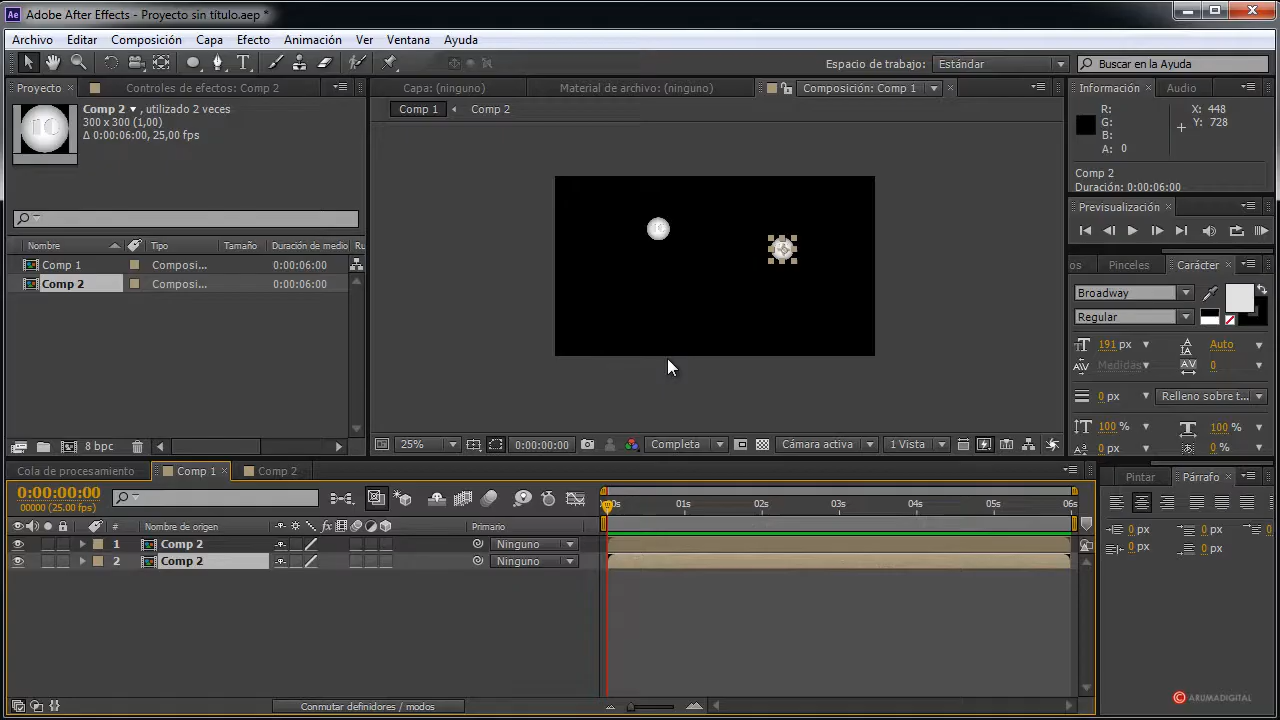 Adobe After Effects - Proyecto sin título.aep *
Archivo Editar Composición Capa Efecto Animación Ver Ventana Ayuda
Espacio de trabajo: Estándar Buscar en la Ayuda
Proyecto Controles de efectos: Comp 2
Capa: (ninguno) Material de archivo: (ninguno) Composición: Comp 1
Información Audio
Comp 2 , utilizado 2 veces
300 x 300 (1,00)
Δ 0:00:06:00, 25,00 fps
Comp 1 Comp 2
R: X: 448
G: Y: 728
B:
A: 0
Comp 2
Duración: 0:00:06:00
Previsualización
Nombre Tipo Tamaño Duración de medio Ru
Comp 1 Composi... 0:00:06:00
Comp 2 Composi... 0:00:06:00
os Pinceles Carácter
Broadway
Regular
191 px Auto
Medidas 0
0 px Relleno sobre t...
100 % 100 %
0 px 0 %
8 bpc
25% 0:00:00:00 Completa Cámara activa 1 Vista
Cola de procesamiento Comp 1 Comp 2
Pintar Párrafo
0:00:00:00
00000 (25.00 fps)
00s 01s 02s 03s 04s 05s 06s
# Nombre de origen fx Primario
1 Comp 2 Ninguno
2 Comp 2 Ninguno
0 px 0 px 0
0 px 0 px
Conmutar definidores / modos
© ARUMADIGITAL